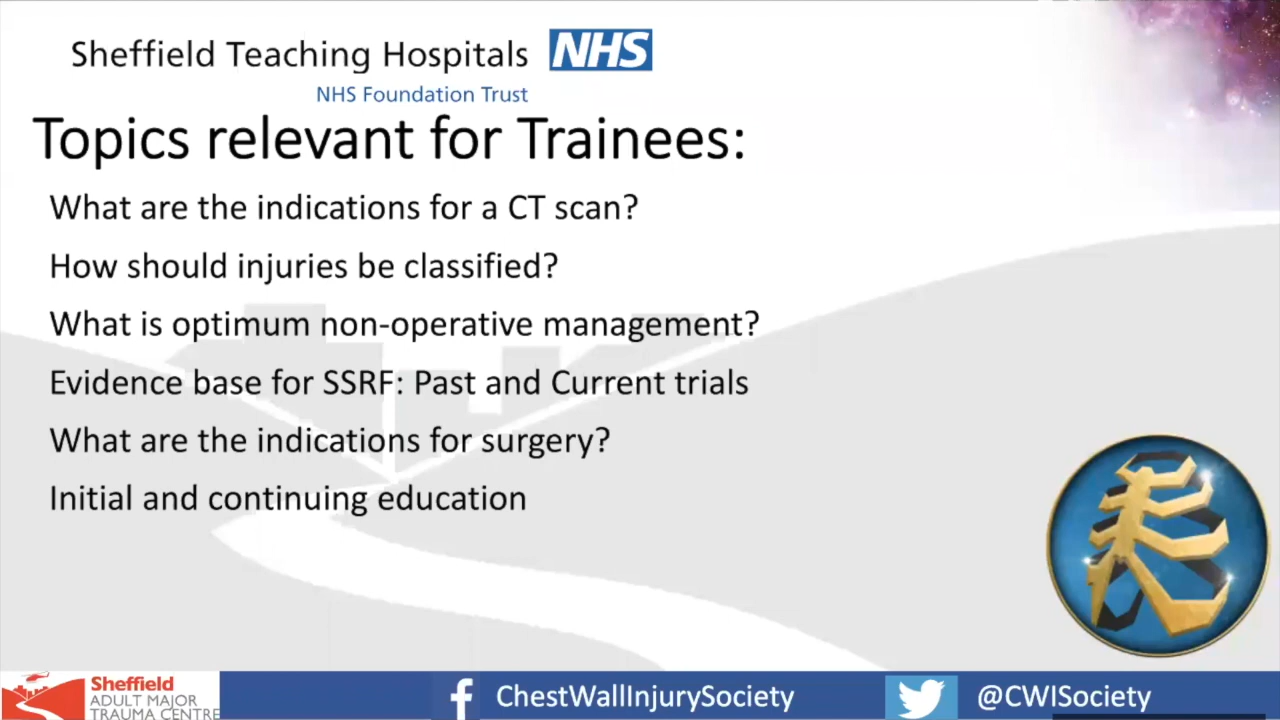 Sheffield Teaching Hospitals NHS
NHS Foundation Trust
Topics relevant for Trainees:
What are the indications for a CT scan?
How should injuries be classified?
What is optimum non-operative management?
Evidence base for SSRF: Past and Current trials
What are the indications for surgery?
Initial and continuing education
Sheffield
ADULT MAJOR
TRAUMA CENTRE
ChestWallInjurySociety
@CWISociety